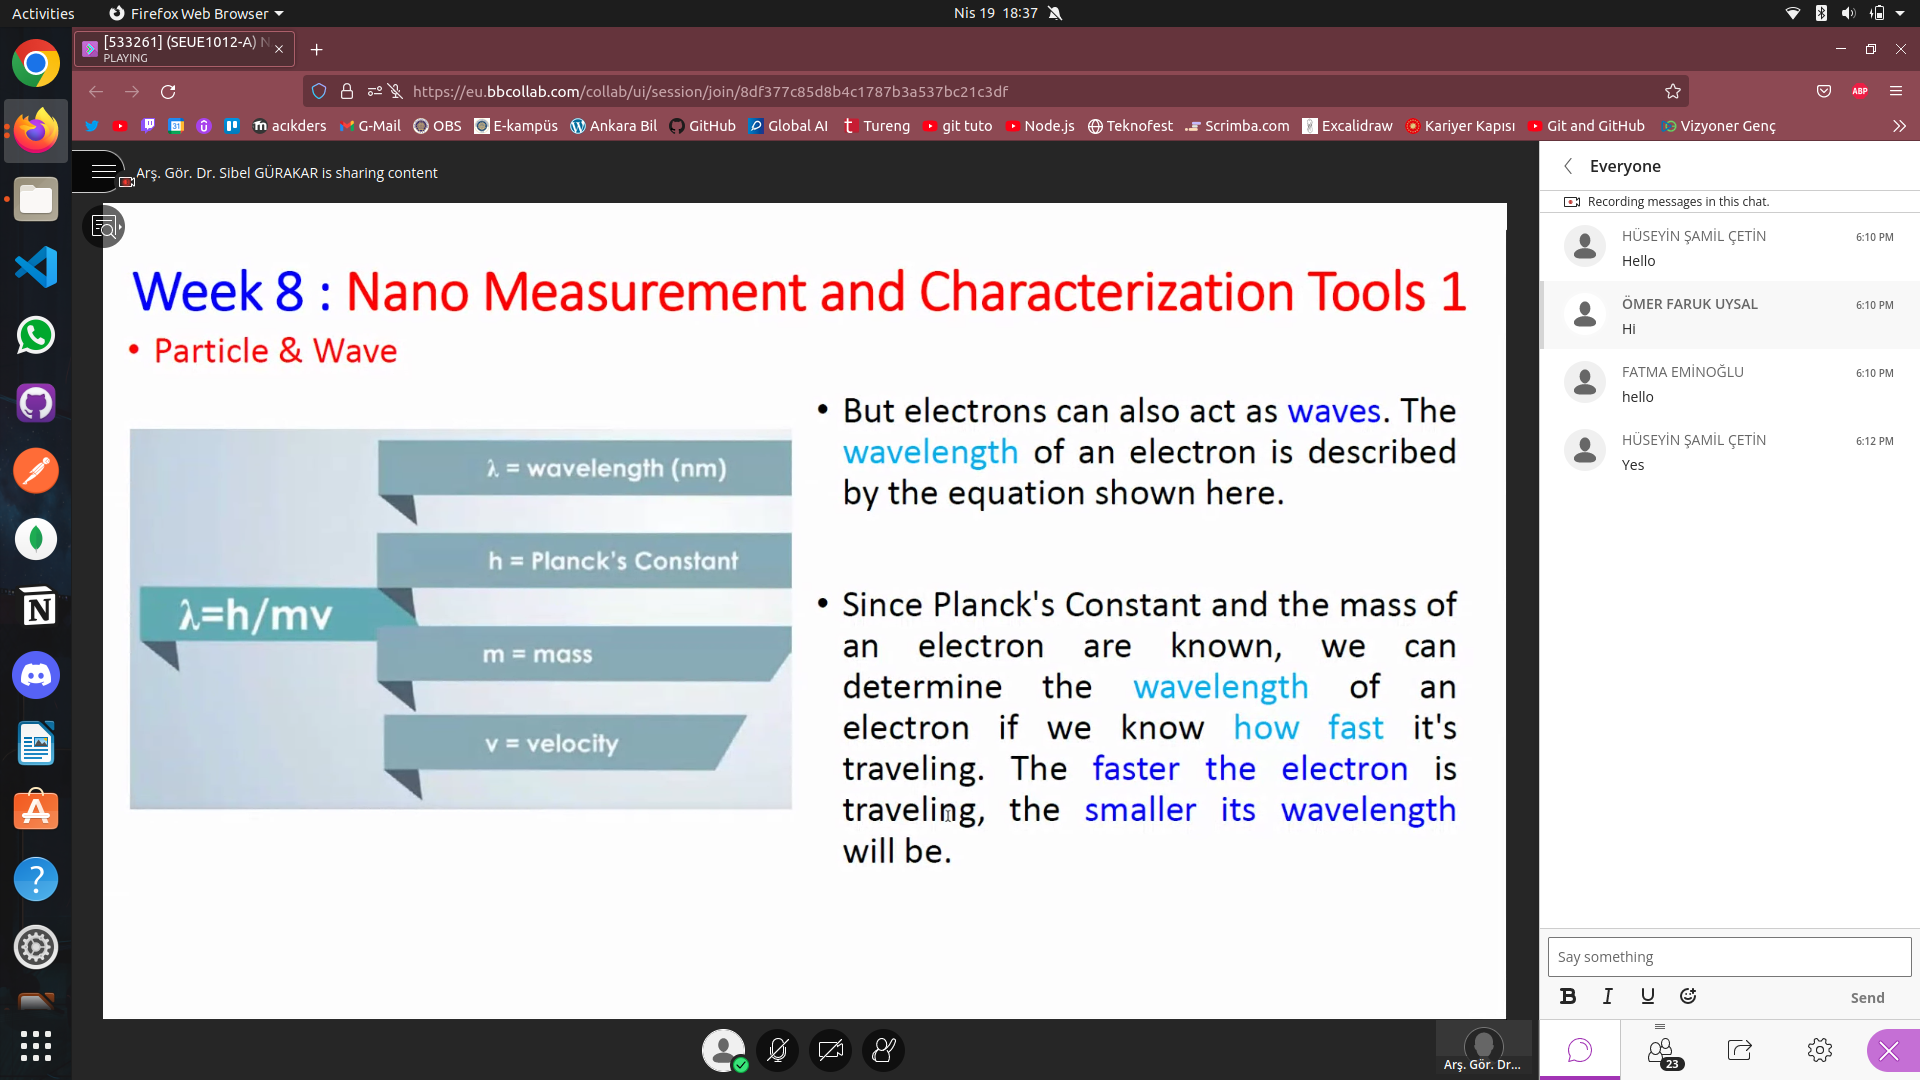 Activities
Firefox Web Browser
Nis 19 18:37
[533261] (SEUE1012-A) N
PLAYING
https://eu.bbcollab.com/collab/ui/session/join/8df377c85d8b4c1787b3a537bc21c3df
ABP
acıkders
G-Mail
OBS
E-kampüs
Ankara Bil
GitHub
Global AI
Tureng
git tuto
Node.js
Teknofest
Scrimba.com
Excalidraw
Kariyer Kapısı
Git and GitHub
Vizyoner Genç
Arş. Gör. Dr. Sibel GÜRAKAR is sharing content
Week 8 : Nano Measurement and Characterization Tools 1
• Particle & Wave
λ=h/mv
λ = wavelength (nm)
h = Planck's Constant
m = mass
v = velocity
• But electrons can also act as waves. The
wavelength of an electron is described
by the equation shown here.
• Since Planck's Constant and the mass of
an electron are known, we can
determine the wavelength of an
electron if we know how fast it's
traveling. The faster the electron is
traveling, the smaller its wavelength
will be.
Arş. Gör. Dr...
Everyone
Recording messages in this chat.
HÜSEYİN ŞAMİL ÇETİN 6:10 PM
Hello
ÖMER FARUK UYSAL 6:10 PM
Hi
FATMA EMİNOĞLU 6:10 PM
hello
HÜSEYİN ŞAMİL ÇETİN 6:12 PM
Yes
Say something
B I U
Send
23